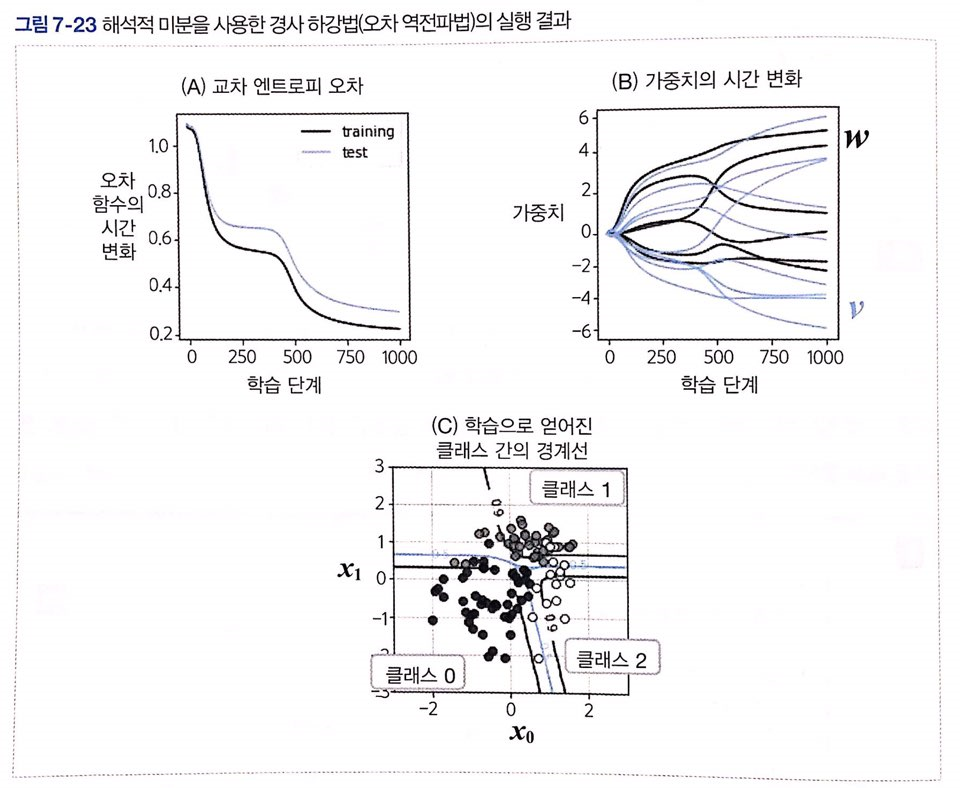 그림 7-23 해석적 미분을 사용한 경사 하강법(오차 역전파법)의 실행 결과
(A) 교차 엔트로피 오차
오차
함수의
시간
변화
1.0
0.8
0.6
0.4
0.2
training
test
0 250 500 750 1000
학습 단계
(B) 가중치의 시간 변화
가중치
6
4
2
0
−2
−4
−6
w
v
0 250 500 750 1000
학습 단계
(C) 학습으로 얻어진
클래스 간의 경계선
x₁
3
2
1
0
−1
클래스 1
클래스 2
클래스 0
−2 0 2
x₀